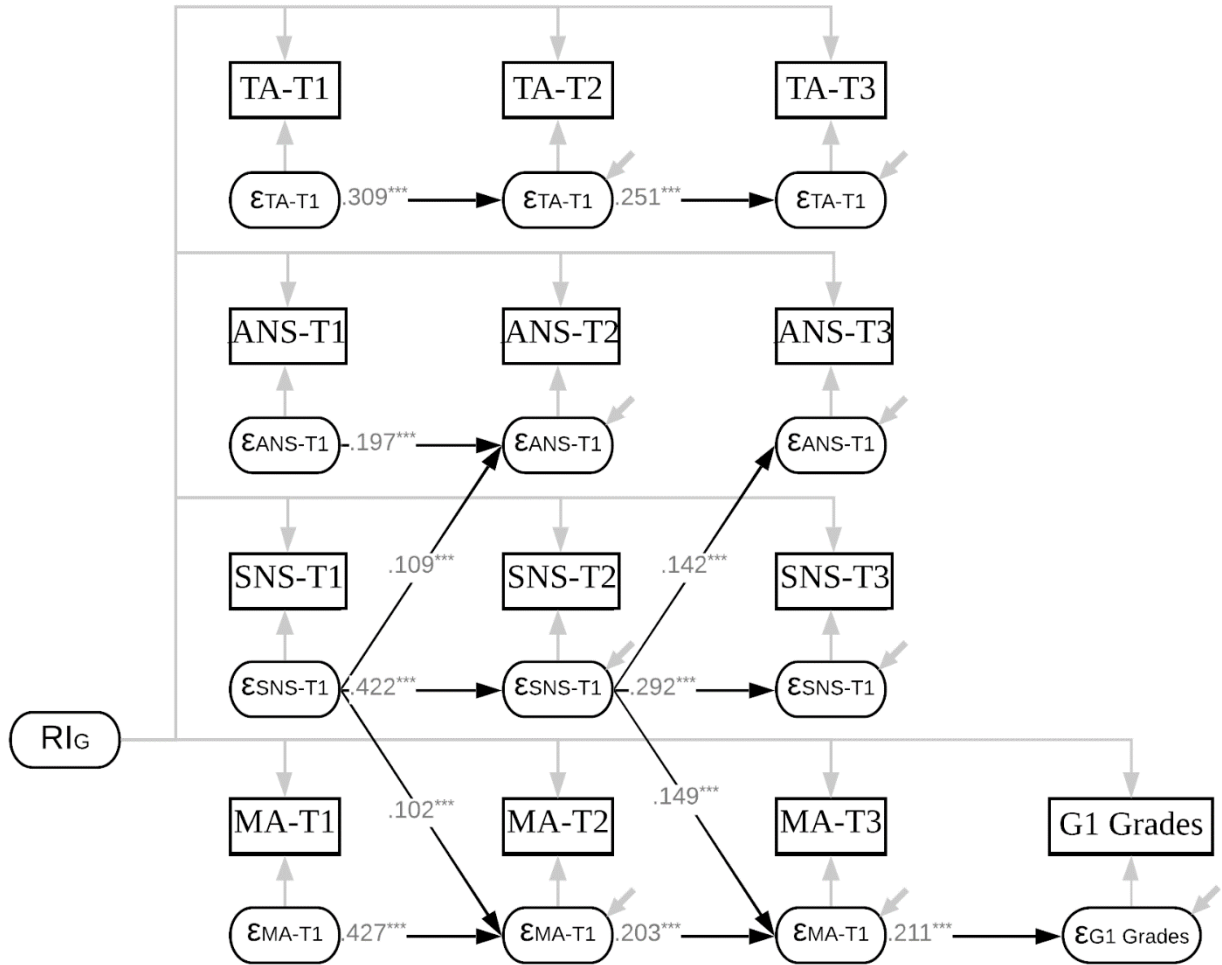 TA-T1 TA-T2 TA-T3
εTA-T1 .309*** εTA-T1 .251*** εTA-T1
ANS-T1 ANS-T2 ANS-T3
εANS-T1 .197*** εANS-T1 εANS-T1
.109*** .142***
SNS-T1 SNS-T2 SNS-T3
εSNS-T1 .422*** εSNS-T1 .292*** εSNS-T1
RIG
.102*** .149***
MA-T1 MA-T2 MA-T3 G1 Grades
εMA-T1 .427*** εMA-T1 .203*** εMA-T1 .211*** εG1 Grades